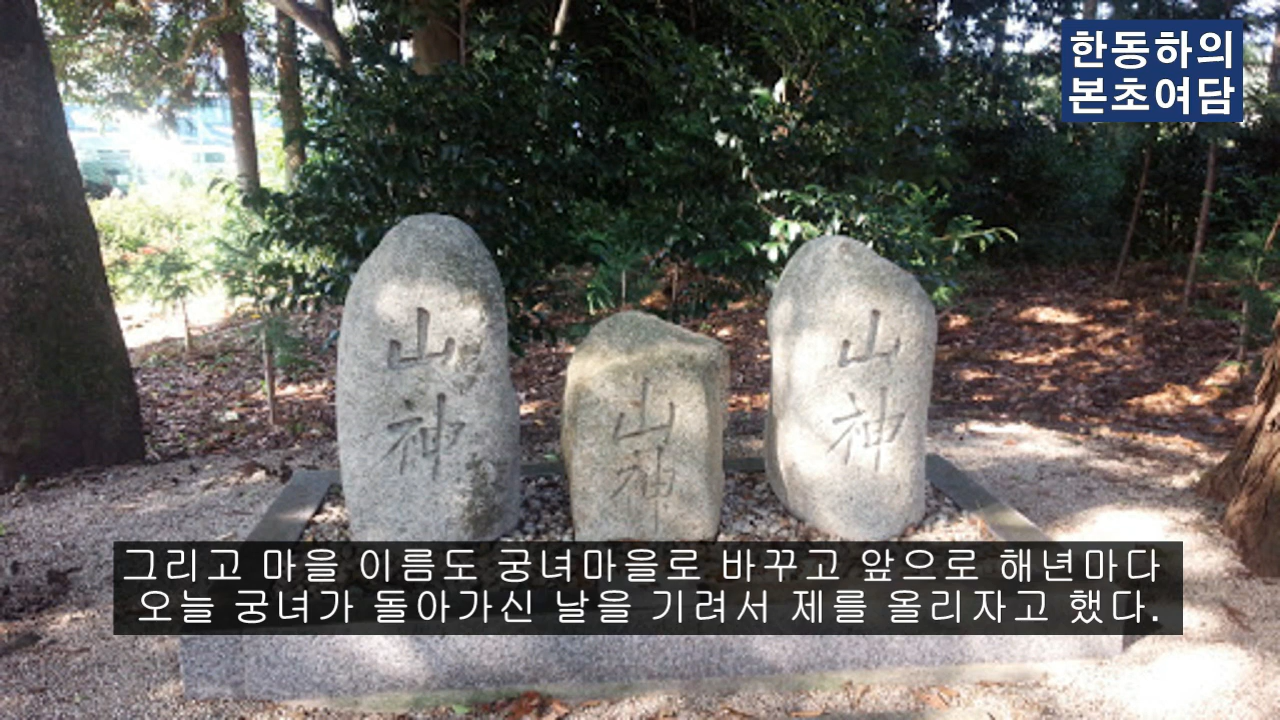 한동하의
본초여담
山神
山神
山神
그리고 마을 이름도 궁녀마을로 바꾸고 앞으로 해년마다
오늘 궁녀가 돌아가신 날을 기려서 제를 올리자고 했다.